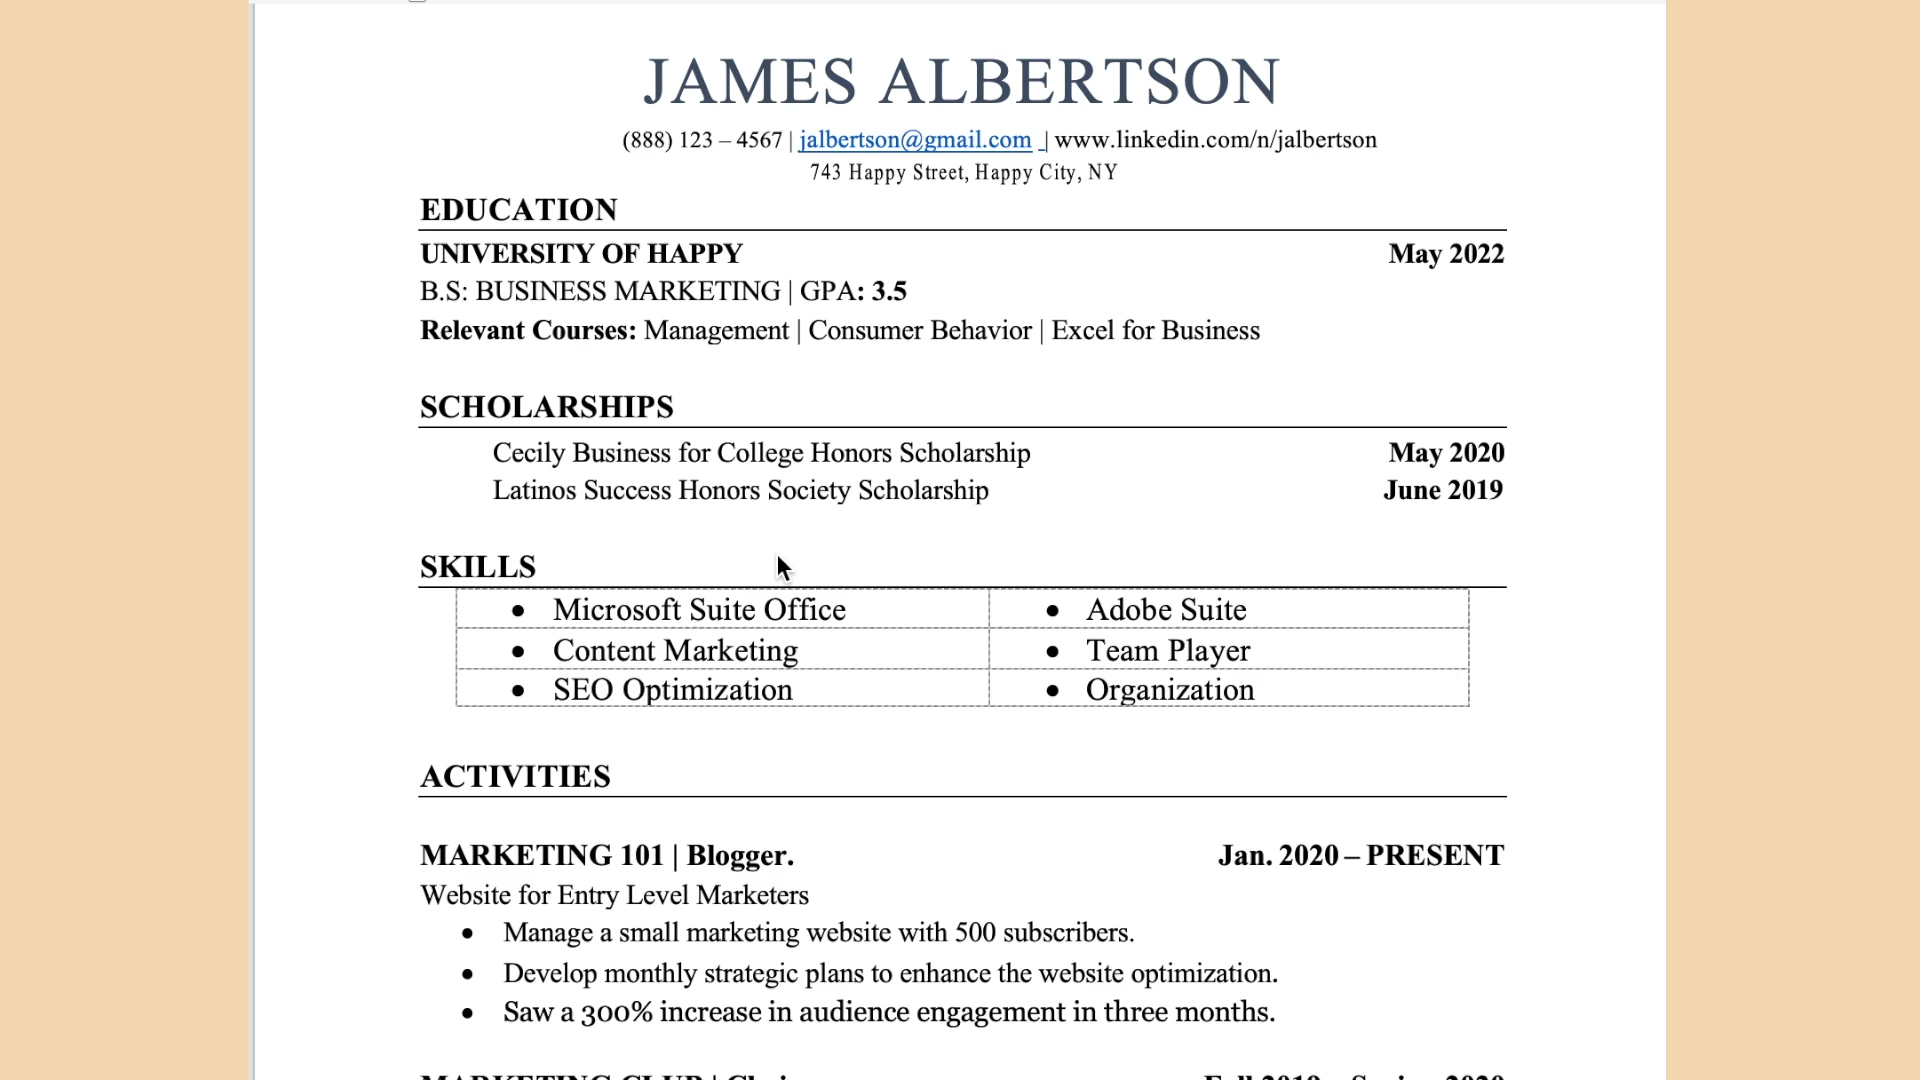 JAMES ALBERTSON
(888) 123 – 4567 | jalbertson@gmail.com | www.linkedin.com/n/jalbertson
743 Happy Street, Happy City, NY
EDUCATION
UNIVERSITY OF HAPPY May 2022
B.S: BUSINESS MARKETING | GPA: 3.5
Relevant Courses: Management | Consumer Behavior | Excel for Business
SCHOLARSHIPS
Cecily Business for College Honors Scholarship May 2020
Latinos Success Honors Society Scholarship June 2019
SKILLS
• Microsoft Suite Office • Adobe Suite
• Content Marketing • Team Player
• SEO Optimization • Organization
ACTIVITIES
MARKETING 101 | Blogger. Jan. 2020 – PRESENT
Website for Entry Level Marketers
• Manage a small marketing website with 500 subscribers.
• Develop monthly strategic plans to enhance the website optimization.
• Saw a 300% increase in audience engagement in three months.